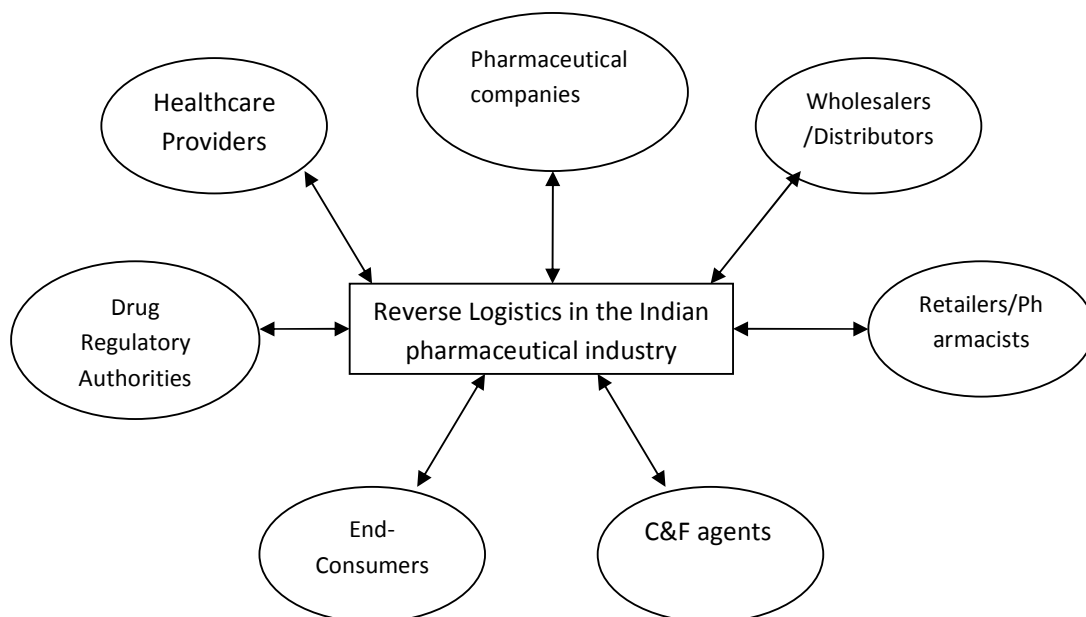 Pharmaceutical
companies
Healthcare
Providers
Wholesalers
/Distributors
Drug
Regulatory
Authorities
Reverse Logistics in the Indian
pharmaceutical industry
Retailers/Ph
armacists
End-
Consumers
C&F agents